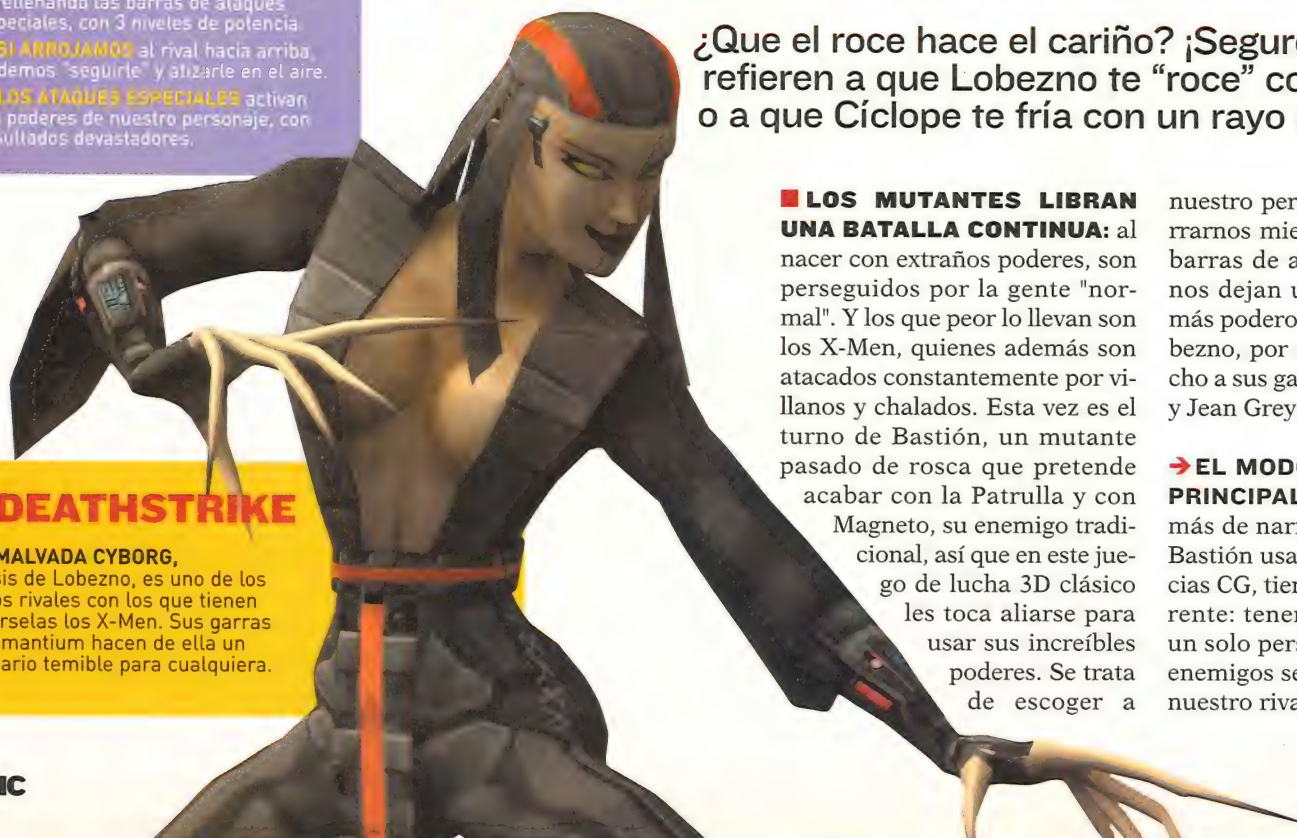 rellenando las barras de ataques
peciales, con 3 niveles de potencia.
SI ARROJAMOS al rival hacia arriba,
demos "seguirle" y atizarle en el aire.
LOS ATAQUES ESPECIALES activan
poderes de nuestro personaje, con
ultados devastadores.
¿Que el roce hace el cariño? ¡Segur
refieren a que Lobezno te "roce" co
o a que Cíclope te fría con un rayo
LOS MUTANTES LIBRAN
UNA BATALLA CONTINUA: al
nacer con extraños poderes, son
perseguidos por la gente "nor-
mal". Y los que peor lo llevan son
los X-Men, quienes además son
atacados constantemente por vi-
llanos y chalados. Esta vez es el
turno de Bastión, un mutante
pasado de rosca que pretende
acabar con la Patrulla y con
Magneto, su enemigo tradi-
cional, así que en este jue-
go de lucha 3D clásico
les toca aliarse para
usar sus increíbles
poderes. Se trata
de escoger a
nuestro per
rrarnos mie
barras de a
nos dejan u
más podero
bezno, por
cho a sus ga
y Jean Grey
→ EL MODO
PRINCIPAL
más de narr
Bastión usa
cias CG, tien
rente: tener
un solo pers
enemigos se
nuestro riva
DEATHSTRIKE
MALVADA CYBORG,
sis de Lobezno, es uno de los
s rivales con los que tienen
rselas los X-Men. Sus garras
mantium hacen de ella un
ario temible para cualquiera.
IC